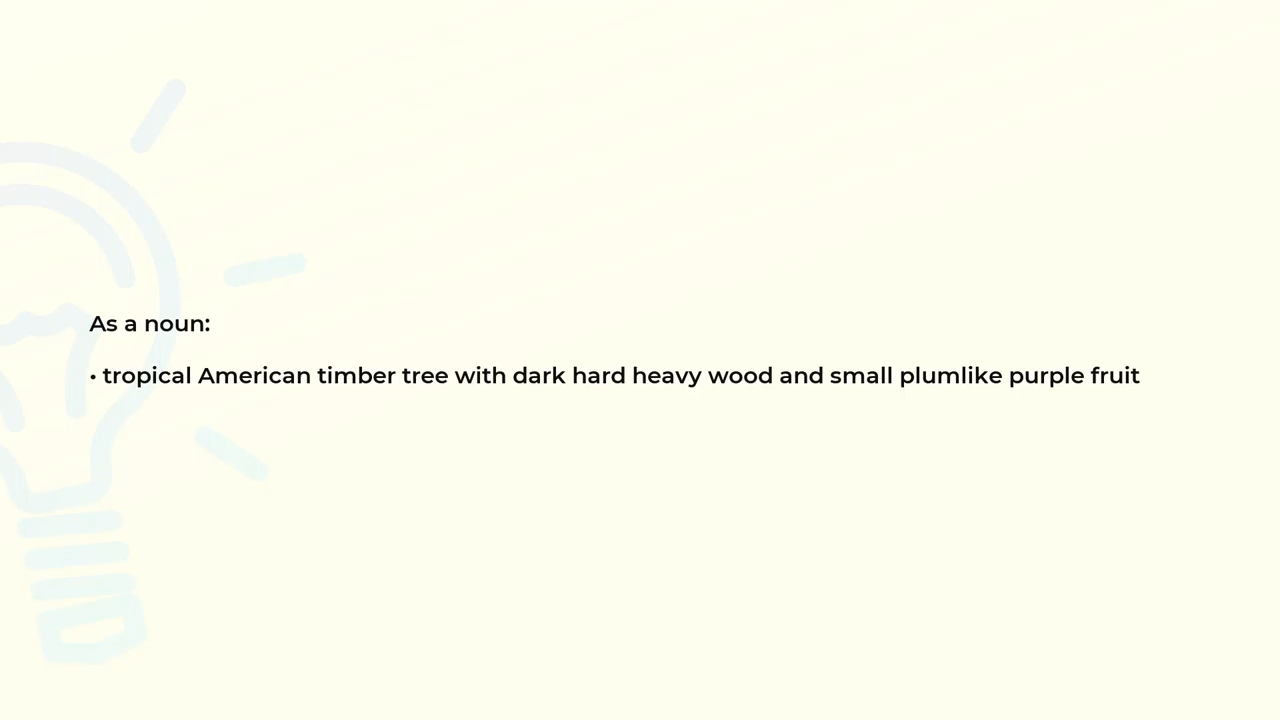 As a noun:
• tropical American timber tree with dark hard heavy wood and small plumlike purple fruit